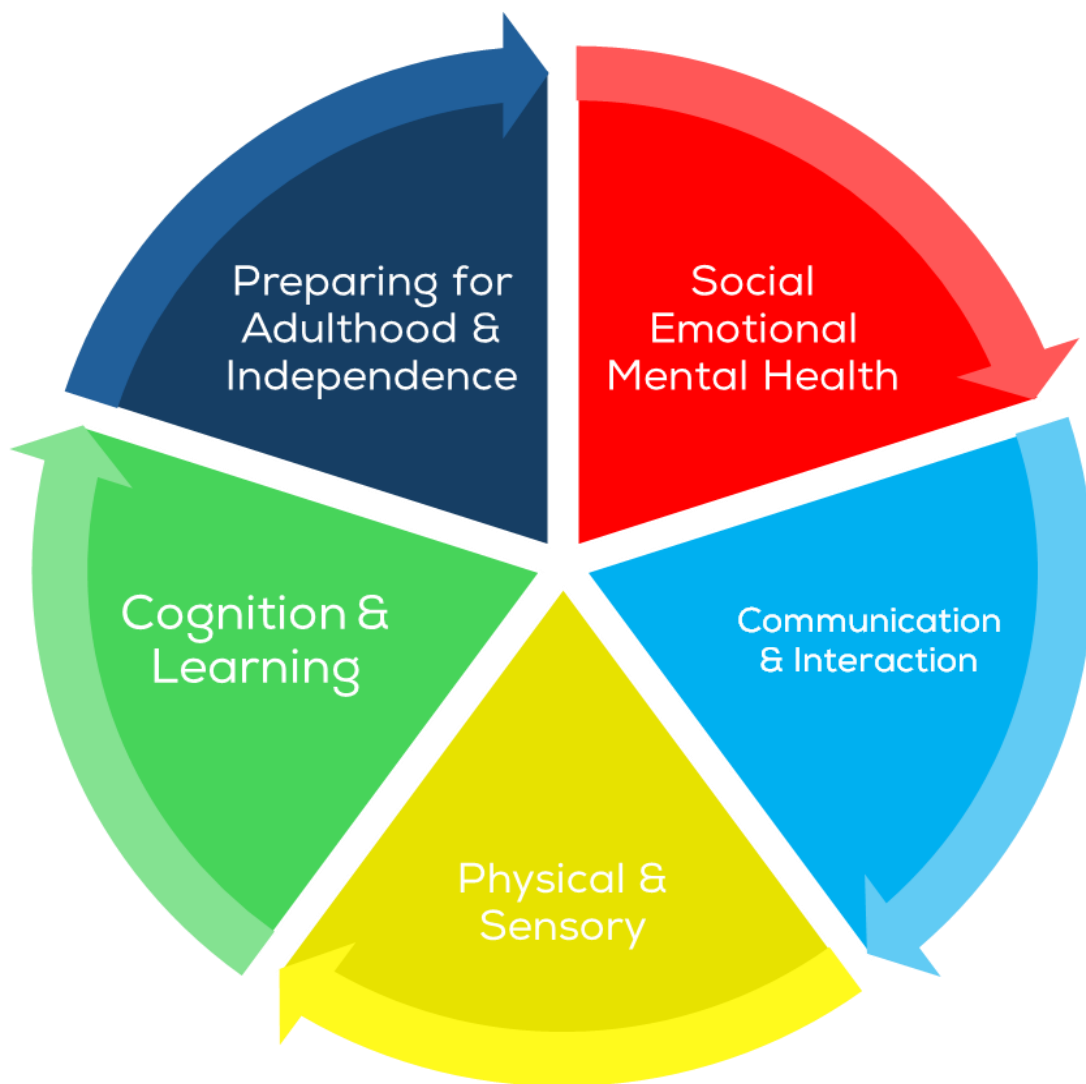 Preparing for
Adulthood &
Independence
Social
Emotional
Mental Health
Communication
& Interaction
Physical &
Sensory
Cognition &
Learning